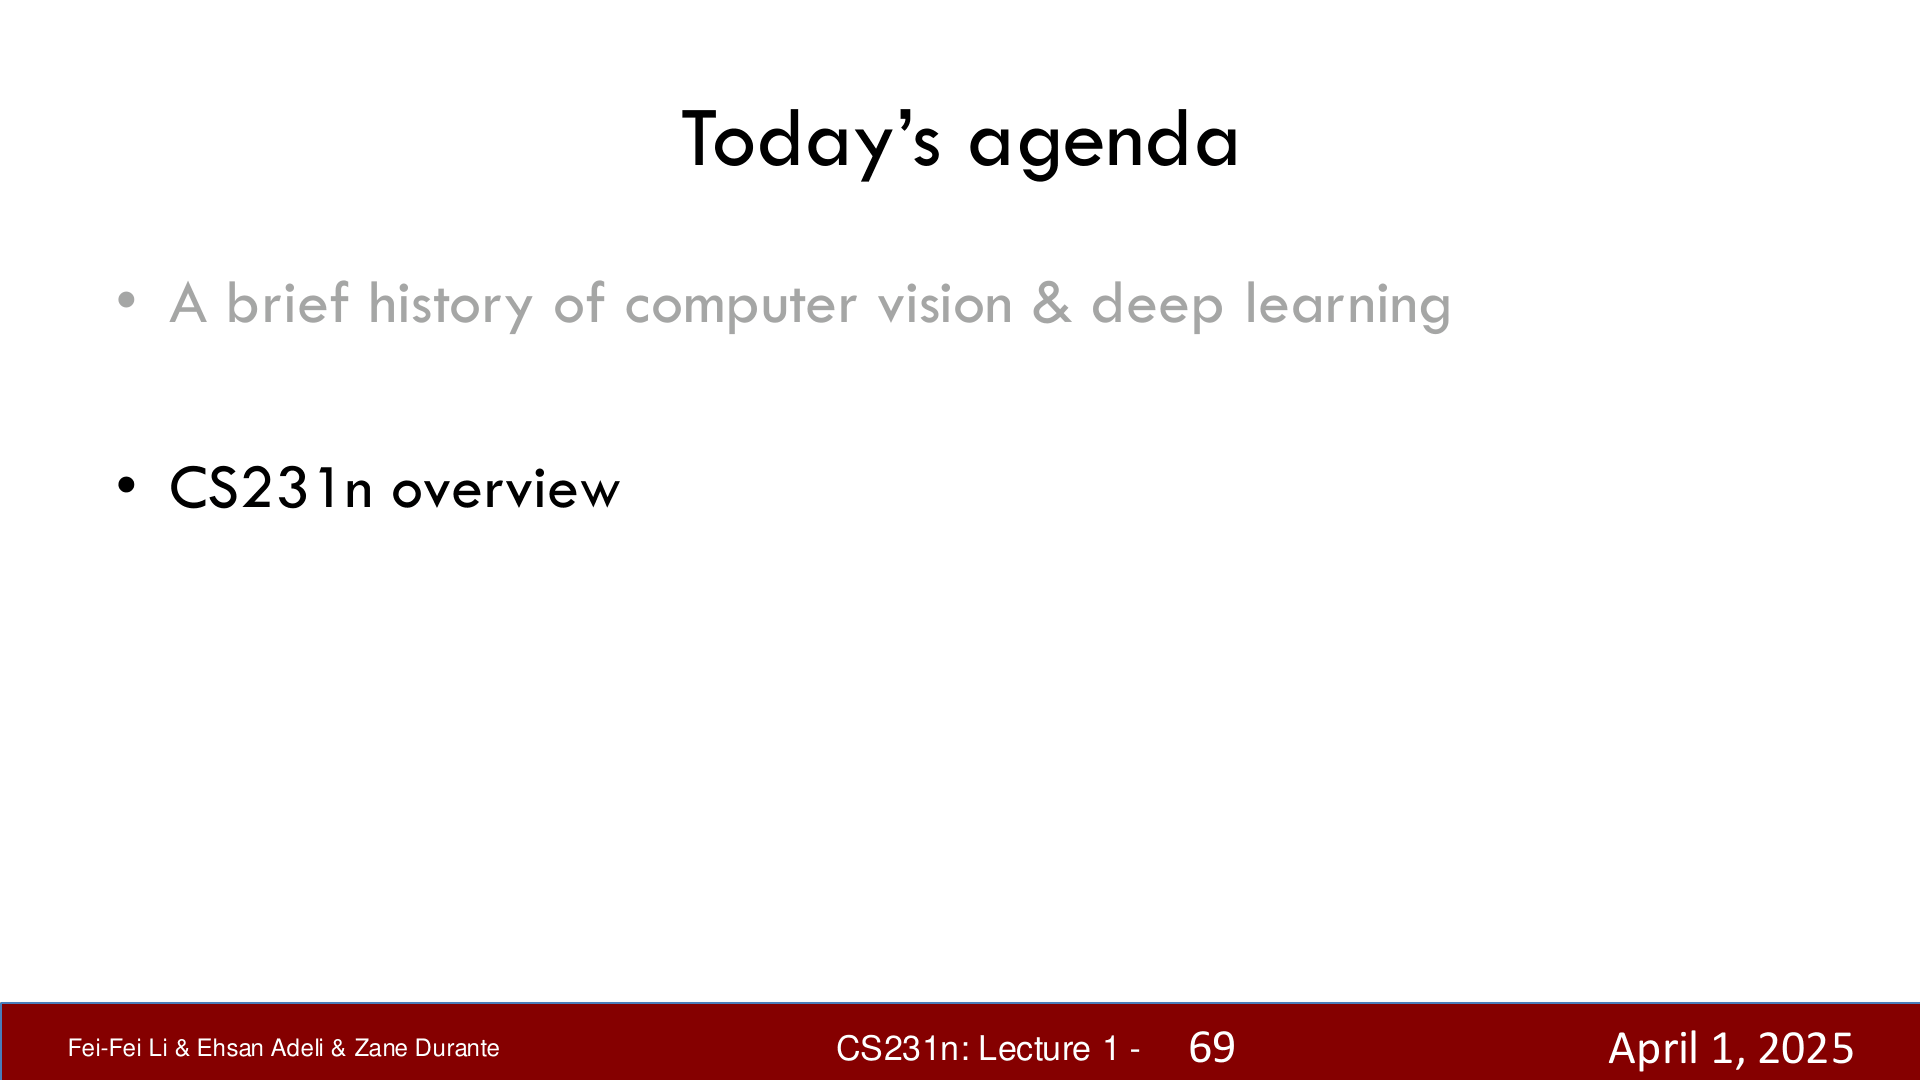 Today’s agenda
• A brief history of computer vision & deep learning
• CS231n overview
Fei-Fei Li & Ehsan Adeli & Zane Durante
CS231n: Lecture 1 - 69
April 1, 2025